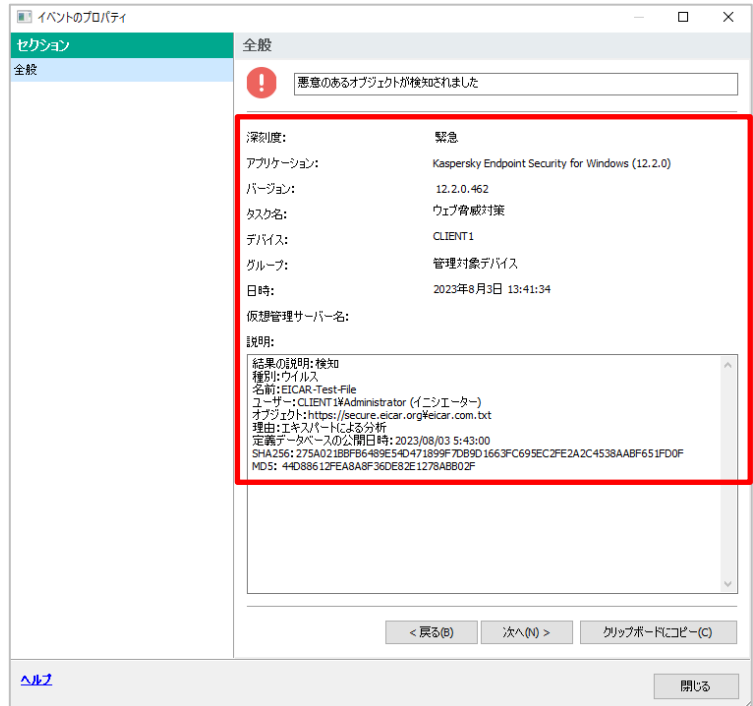 イベントのプロパティ
セクション
全般
全般
悪意のあるオブジェクトが検知されました
深刻度: 緊急
アプリケーション: Kaspersky Endpoint Security for Windows (12.2.0)
バージョン: 12.2.0.462
タスク名: ウェブ脅威対策
デバイス: CLIENT1
グループ: 管理対象デバイス
日時: 2023年8月3日 13:41:34
仮想管理サーバー名:
説明:
結果の説明: 検知
種別: ウイルス
名前: EICAR-Test-File
ユーザー: CLIENT1¥Administrator (イニシエーター)
オブジェクト: https://secure.eicar.org¥eicar.com.txt
理由: エキスパートによる分析
定義データベースの公開日時: 2023/08/03 5:43:00
SHA256: 275A021BBFB6489E54D471899F7DB9D1663FC695EC2FE2A2C4538AABF651FD0F
MD5: 44D88612FEA8A8F36DE82E1278ABB02F
< 戻る(B)
次へ(N) >
クリップボードにコピー(C)
ヘルプ
閉じる